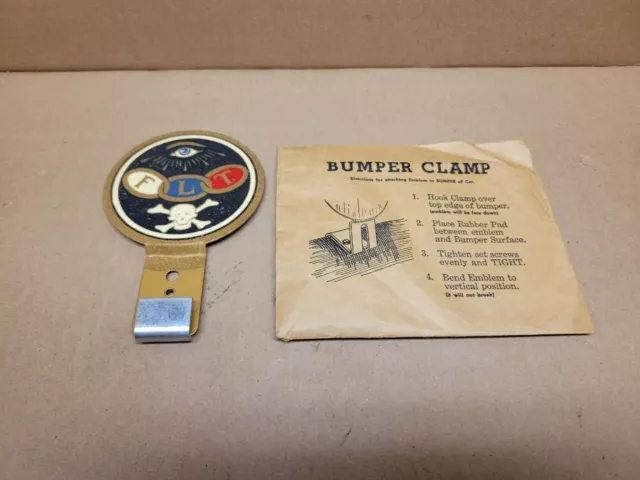 F. L. T.
BUMPER CLAMP
Directions for attaching Emblem to BUMPER of Car.
1. Hook Clamp over
top edge of bumper.
(emblem will be face down)
2. Place Rubber Pad
between emblem
and Bumper Surface.
3. Tighten set screws
evenly and TIGHT.
4. Bend Emblem to
vertical position.
(it will not break)